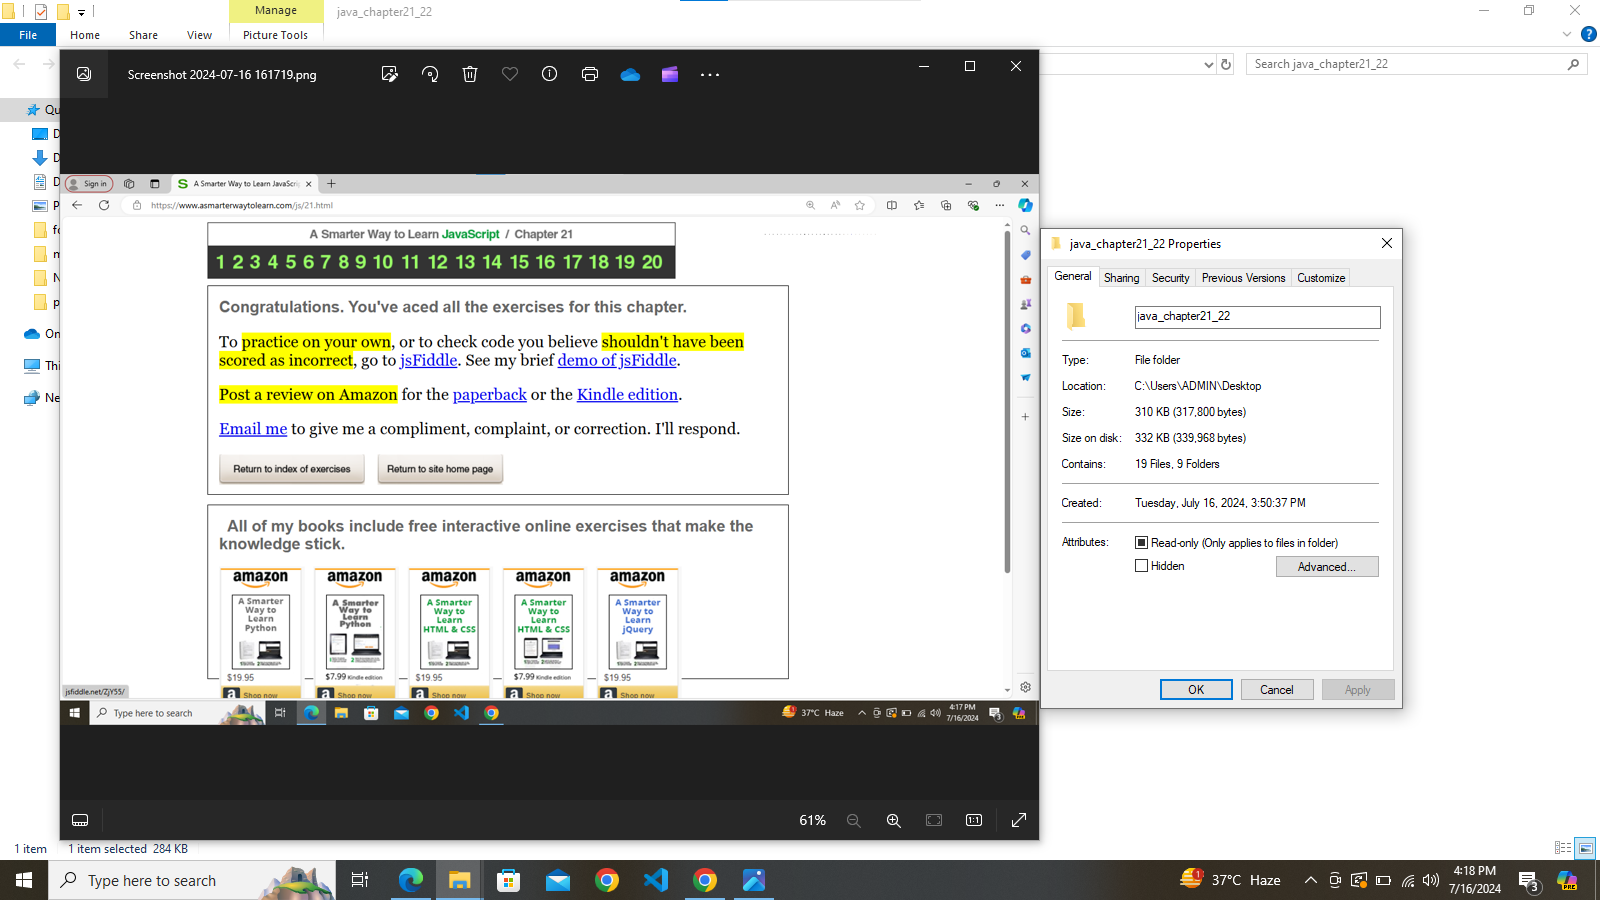 Manage
java_chapter21_22
File
Home
Share
View
Picture Tools
Search java_chapter21_22
Screenshot 2024-07-16 161719.png
Sign in
A Smarter Way to Learn JavaScrip
https://www.asmarterwaytolearn.com/js/21.html
A Smarter Way to Learn JavaScript / Chapter 21
1 2 3 4 5 6 7 8 9 10 11 12 13 14 15 16 17 18 19 20
Congratulations. You've aced all the exercises for this chapter.
To practice on your own, or to check code you believe shouldn't have been
scored as incorrect, go to jsFiddle. See my brief demo of jsFiddle.
Post a review on Amazon for the paperback or the Kindle edition.
Email me to give me a compliment, complaint, or correction. I'll respond.
Return to index of exercises
Return to site home page
All of my books include free interactive online exercises that make the
knowledge stick.
amazon amazon amazon amazon amazon
A Smarter Way to Learn Python
A Smarter Way to Learn Python
A Smarter Way to Learn HTML & CSS
A Smarter Way to Learn HTML & CSS
A Smarter Way to Learn jQuery
$19.95 $7.99 Kindle edition $19.95 $7.99 Kindle edition $19.95
a Shop now a Shop now a Shop now a Shop now a Shop now
jsfiddle.net/ZjY55/
Type here to search
37°C Haze
4:17 PM
7/16/2024
3
61%
1:1
java_chapter21_22 Properties
General
Sharing
Security
Previous Versions
Customize
java_chapter21_22
Type: File folder
Location: C:\Users\ADMIN\Desktop
Size: 310 KB (317,800 bytes)
Size on disk: 332 KB (339,968 bytes)
Contains: 19 Files, 9 Folders
Created: Tuesday, July 16, 2024, 3:50:37 PM
Attributes: Read-only (Only applies to files in folder)
Hidden
Advanced...
OK
Cancel
Apply
1 item
1 item selected 284 KB
Type here to search
1
37°C Haze
4:18 PM
7/16/2024
3
PRE